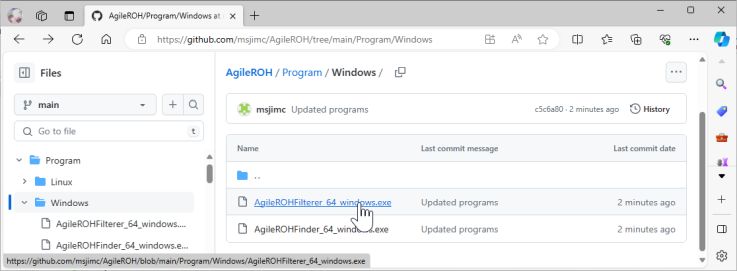 AgileROH/Program/Windows at
https://github.com/msjimc/AgileROH/tree/main/Program/Windows
Files
main
Go to file
t
Program
Linux
Windows
AgileROHFilterer_64_windows....
AgileROHFinder_64_windows.e...
AgileROH / Program / Windows /
msjimc Updated programs
c5c6a80 · 2 minutes ago
History
Name Last commit message Last commit date
..
AgileROHFilterer_64_windows.exe Updated programs 2 minutes ago
AgileROHFinder_64_windows.exe Updated programs 2 minutes ago
https://github.com/msjimc/AgileROH/blob/main/Program/Windows/AgileROHFilterer_64_windows.exe